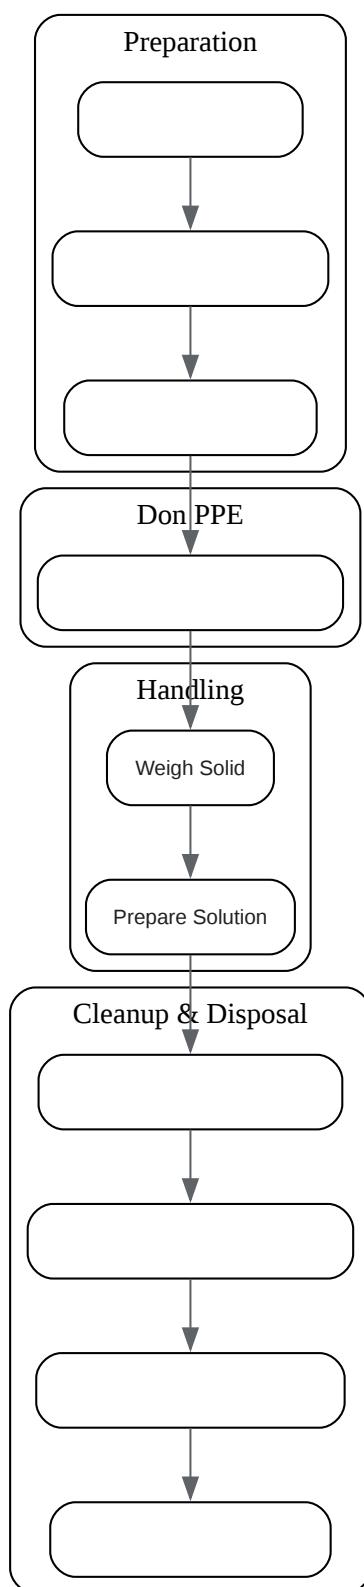 Preparation
Don PPE
Handling
Weigh Solid
Prepare Solution
Cleanup & Disposal